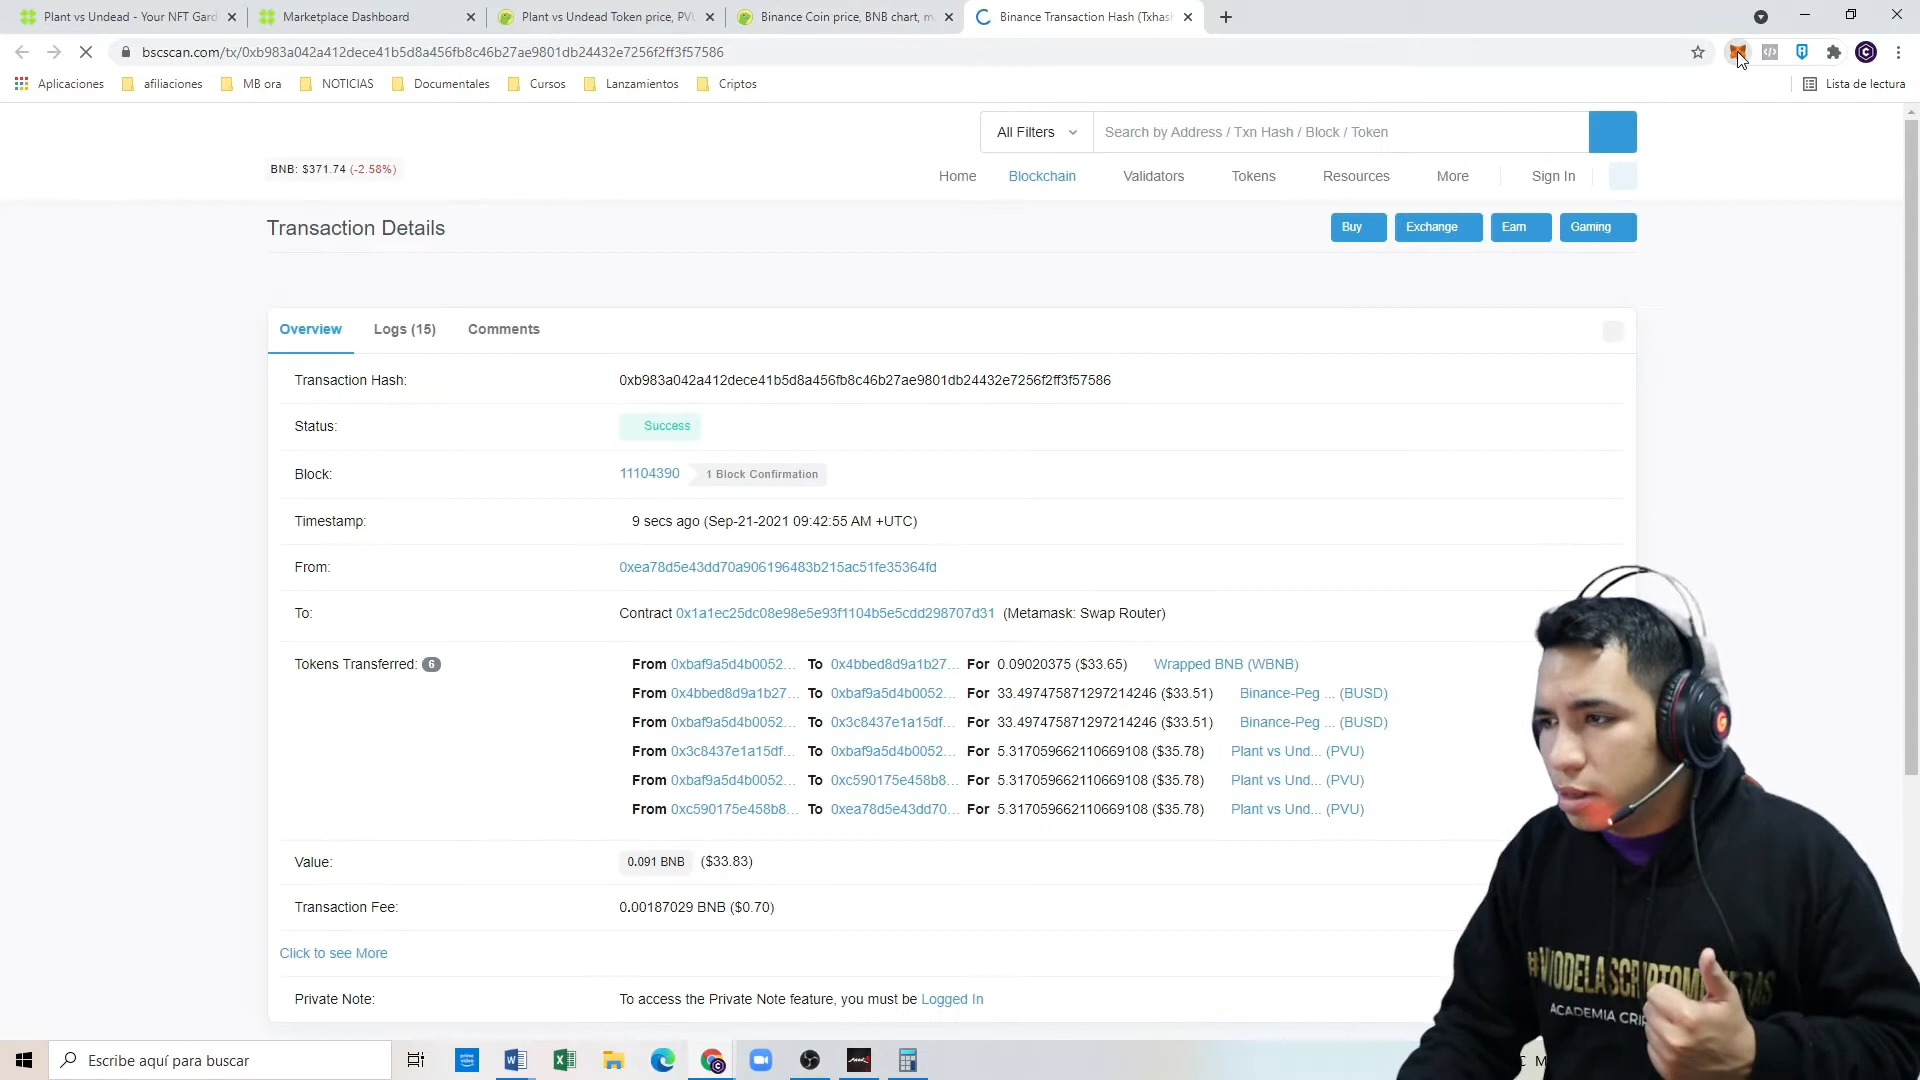 Plant vs Undead - Your NFT Gard
Marketplace Dashboard
Plant vs Undead Token price, PVU
Binance Coin price, BNB chart, m
Binance Transaction Hash (Txhas
bscscan.com/tx/0xb983a042a412dece41b5d8a456fb8c46b27ae9801db24432e7256f2ff3f57586
Aplicaciones
afiliaciones
MB ora
NOTICIAS
Documentales
Cursos
Lanzamientos
Criptos
Lista de lectura
All Filters
Search by Address / Txn Hash / Block / Token
BNB: $371.74 (-2.58%)
Home
Blockchain
Validators
Tokens
Resources
More
Sign In
Transaction Details
Buy
Exchange
Earn
Gaming
Overview
Logs (15)
Comments
Transaction Hash: 0xb983a042a412dece41b5d8a456fb8c46b27ae9801db24432e7256f2ff3f57586
Status: Success
Block: 11104390 1 Block Confirmation
Timestamp: 9 secs ago (Sep-21-2021 09:42:55 AM +UTC)
From: 0xea78d5e43dd70a906196483b215ac51fe35364fd
To: Contract 0x1a1ec25dc08e98e5e93f1104b5e5cdd298707d31 (Metamask: Swap Router)
Tokens Transferred: 6
From 0xbaf9a5d4b0052... To 0x4bbed8d9a1b27... For 0.09020375 ($33.65) Wrapped BNB (WBNB)
From 0x4bbed8d9a1b27... To 0xbaf9a5d4b0052... For 33.497475871297214246 ($33.51) Binance-Peg ... (BUSD)
From 0xbaf9a5d4b0052... To 0x3c8437e1a15df... For 33.497475871297214246 ($33.51) Binance-Peg ... (BUSD)
From 0x3c8437e1a15df... To 0xbaf9a5d4b0052... For 5.317059662110669108 ($35.78) Plant vs Und... (PVU)
From 0xbaf9a5d4b0052... To 0xc590175e458b8... For 5.317059662110669108 ($35.78) Plant vs Und... (PVU)
From 0xc590175e458b8... To 0xea78d5e43dd70... For 5.317059662110669108 ($35.78) Plant vs Und... (PVU)
Value: 0.091 BNB ($33.83)
Transaction Fee: 0.00187029 BNB ($0.70)
Click to see More
Private Note: To access the Private Note feature, you must be Logged In
ACADEMIA CRI
Escribe aquí para buscar